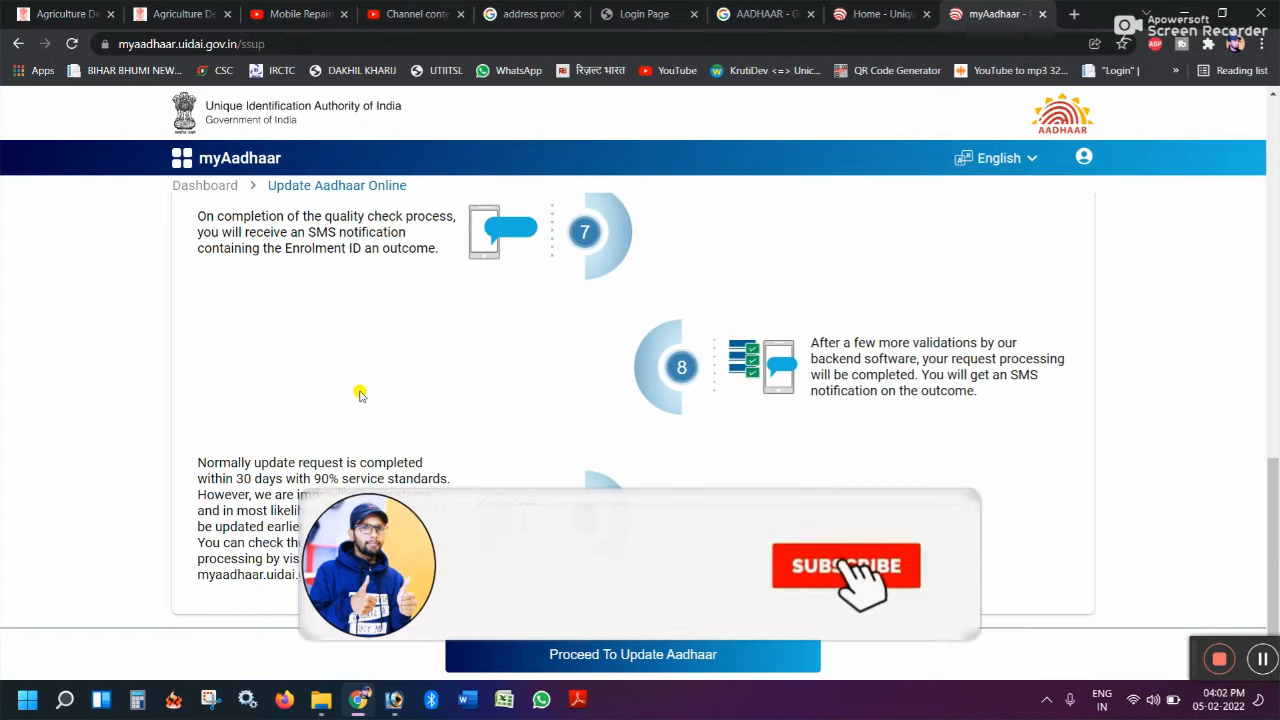 Agriculture De
Agriculture De
Mobile Repair
Channel conte
address proof
Login Page
AADHAAR - G
Home - Uniqu
myAadhaar -
Apowersoft
Screen Recorder
myaadhaar.uidai.gov.in/ssup
ABP
Apps
BIHAR BHUMI NEW...
CSC
IRCTC
DAKHIL KHARIJ
UTIITSL
WhatsApp
रिज़ल्ट भारत
YouTube
KrutiDev <=> Unic...
QR Code Generator
YouTube to mp3 32...
"Login" |
»
Reading list
Unique Identification Authority of India
Government of India
AADHAAR
myAadhaar
English
Dashboard > Update Aadhaar Online
On completion of the quality check process,
you will receive an SMS notification
containing the Enrolment ID an outcome.
7
8
After a few more validations by our
backend software, your request processing
will be completed. You will get an SMS
notification on the outcome.
Normally update request is completed
within 30 days with 90% service standards.
However, we are
and in most
be updated
You can check
processing by
SUBSCRIBE
Proceed To Update Aadhaar
ENG
IN
04:02 PM
05-02-2022